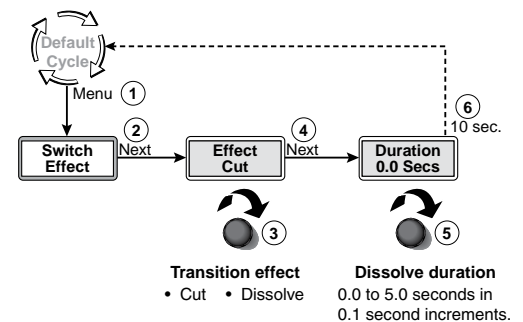 Default
Cycle
Menu 1
6
10 sec.
2
Next
4
Next
Switch
Effect
Effect
Cut
Duration
0.0 Secs
3
5
Transition effect
• Cut • Dissolve
Dissolve duration
0.0 to 5.0 seconds in
0.1 second increments.